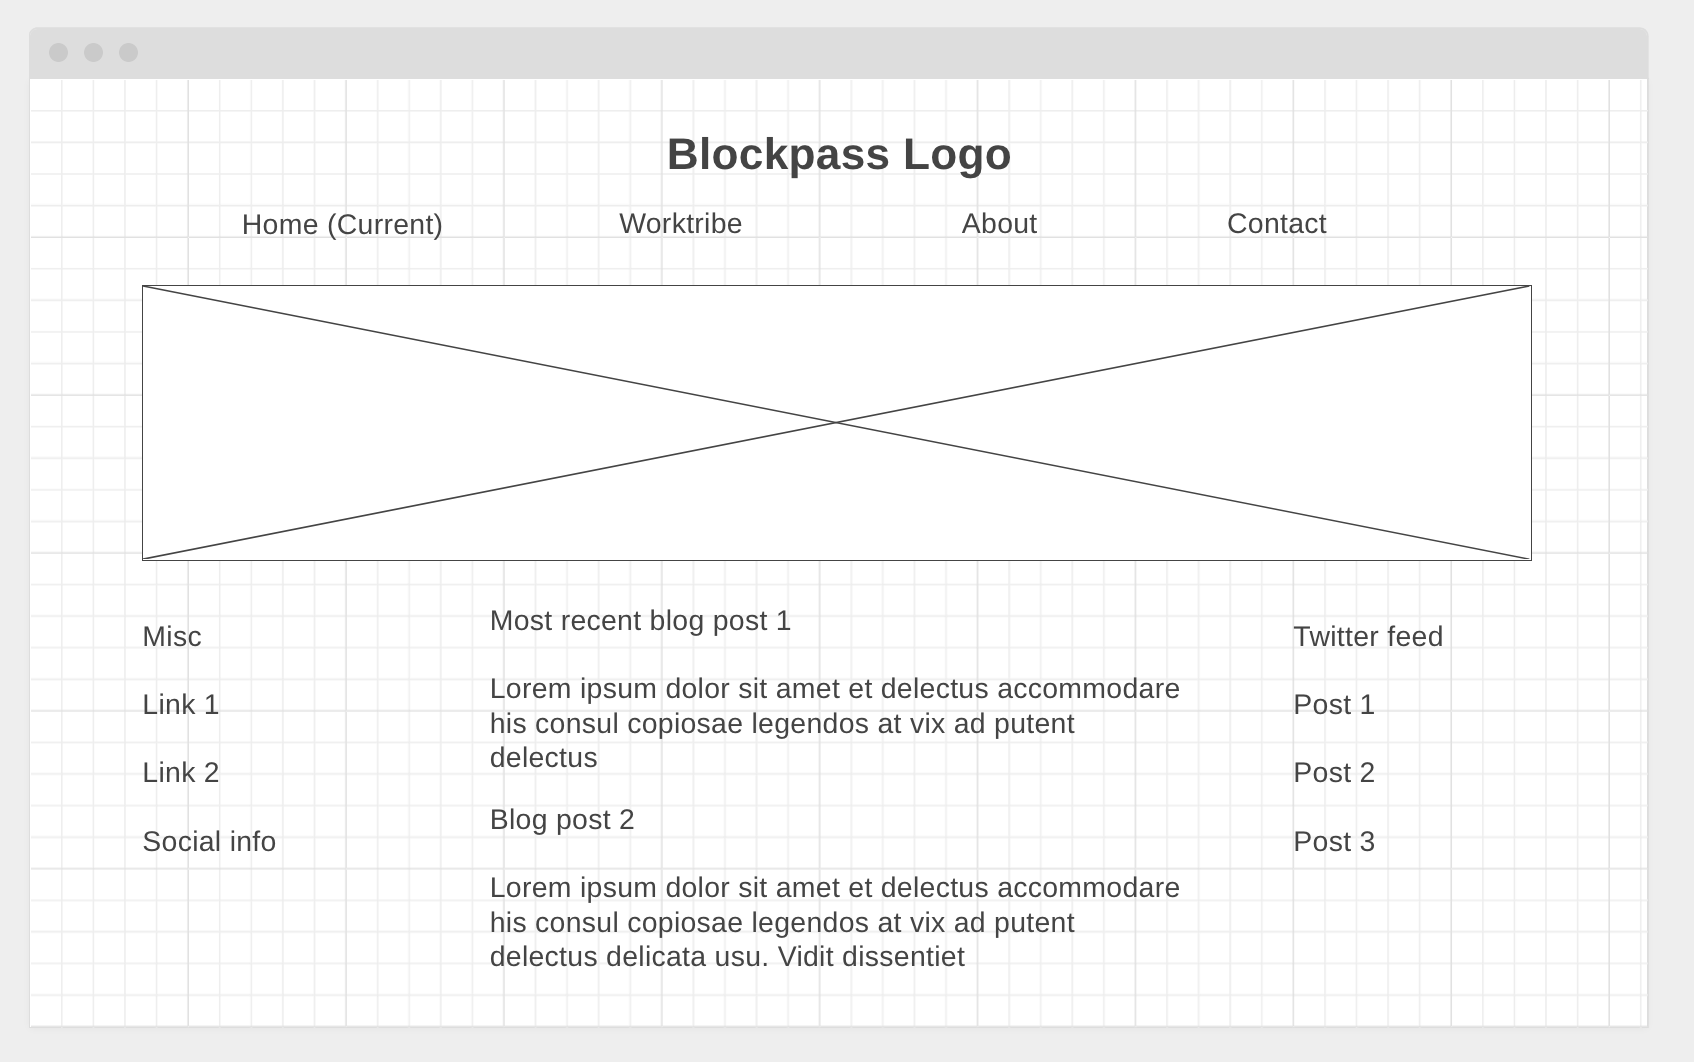 Blockpass Logo
Home (Current)
Worktribe
About
Contact
Misc
Link 1
Link 2
Social info
Most recent blog post 1
Lorem ipsum dolor sit amet et delectus accommodare
his consul copiosae legendos at vix ad putent
delectus
Blog post 2
Lorem ipsum dolor sit amet et delectus accommodare
his consul copiosae legendos at vix ad putent
delectus delicata usu. Vidit dissentiet
Twitter feed
Post 1
Post 2
Post 3